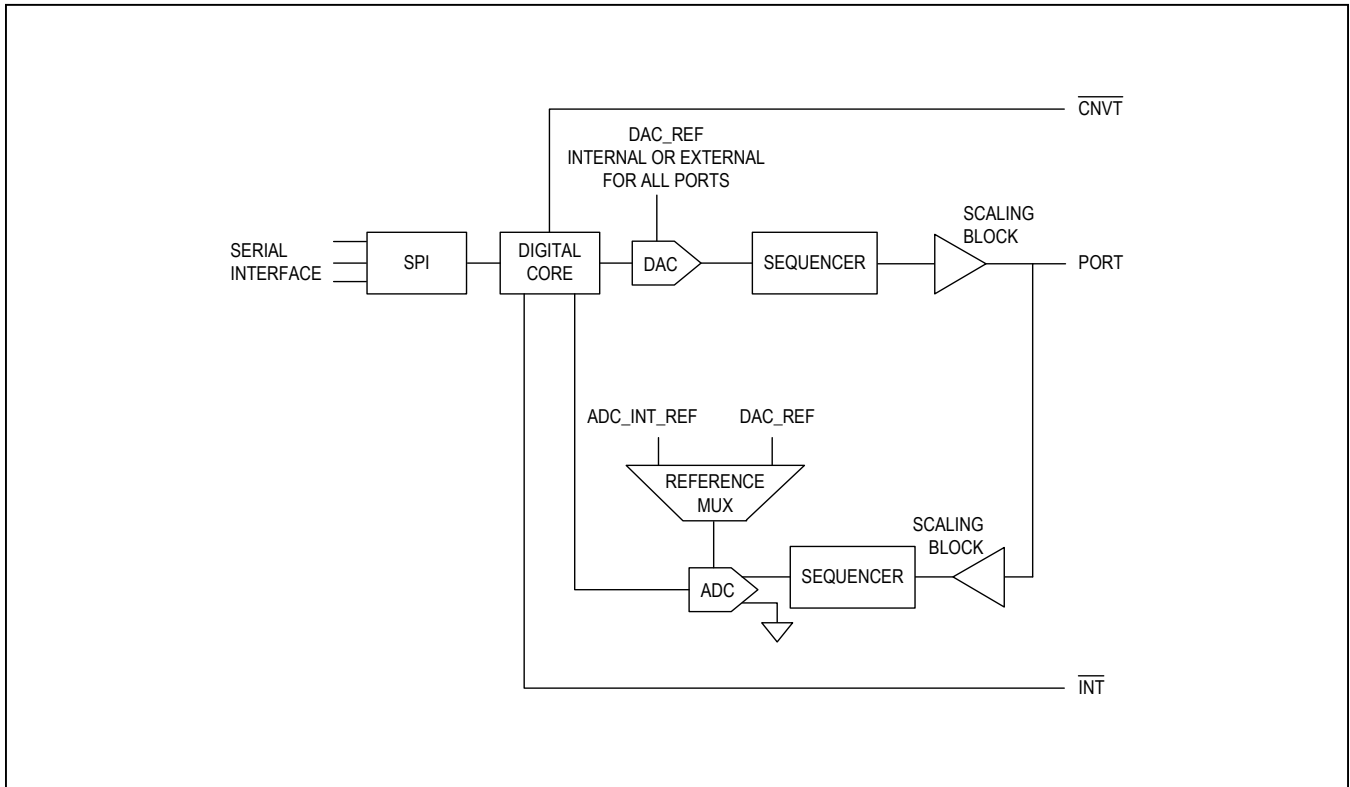 CNVT
DAC_REF
INTERNAL OR EXTERNAL
FOR ALL PORTS
SCALING
BLOCK
SERIAL
INTERFACE
SPI
DIGITAL
CORE
DAC
SEQUENCER
PORT
ADC_INT_REF
DAC_REF
REFERENCE
MUX
SCALING
BLOCK
ADC
SEQUENCER
INT